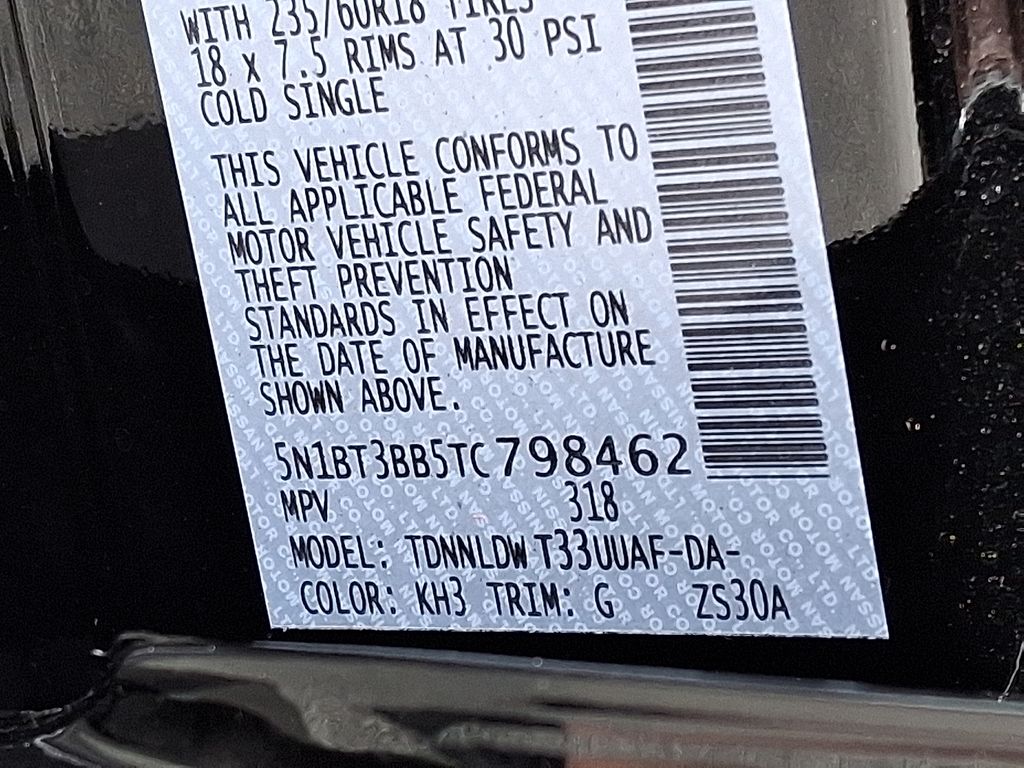 WITH 235/60R18 TIRES
18 x 7.5 RIMS AT 30 PSI
COLD SINGLE
THIS VEHICLE CONFORMS TO
ALL APPLICABLE FEDERAL
MOTOR VEHICLE SAFETY AND
THEFT PREVENTION
STANDARDS IN EFFECT ON
THE DATE OF MANUFACTURE
SHOWN ABOVE.
5N1BT3BB5TC798462
MPV 318
MODEL: TDNNLDW T33UUAF-DA-
COLOR: KH3 TRIM: G ZS30A